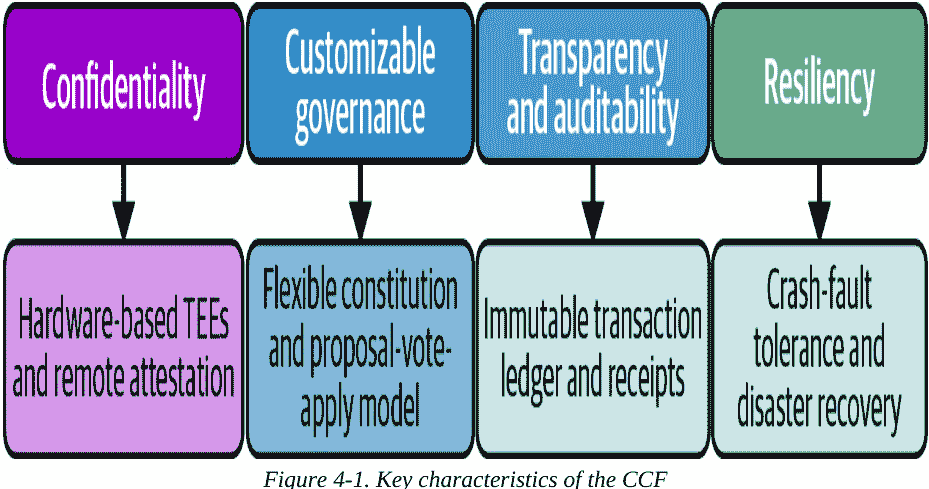 Confidentiality
Customizable
governance
Transparency
and auditability
Resiliency
Hardware-based TEEs
and remote attestation
Flexible constitution
and proposal-vote-
apply model
Immutable transaction
ledger and receipts
Crash-fault
tolerance and
disaster recovery
Figure 4-1. Key characteristics of the CCF